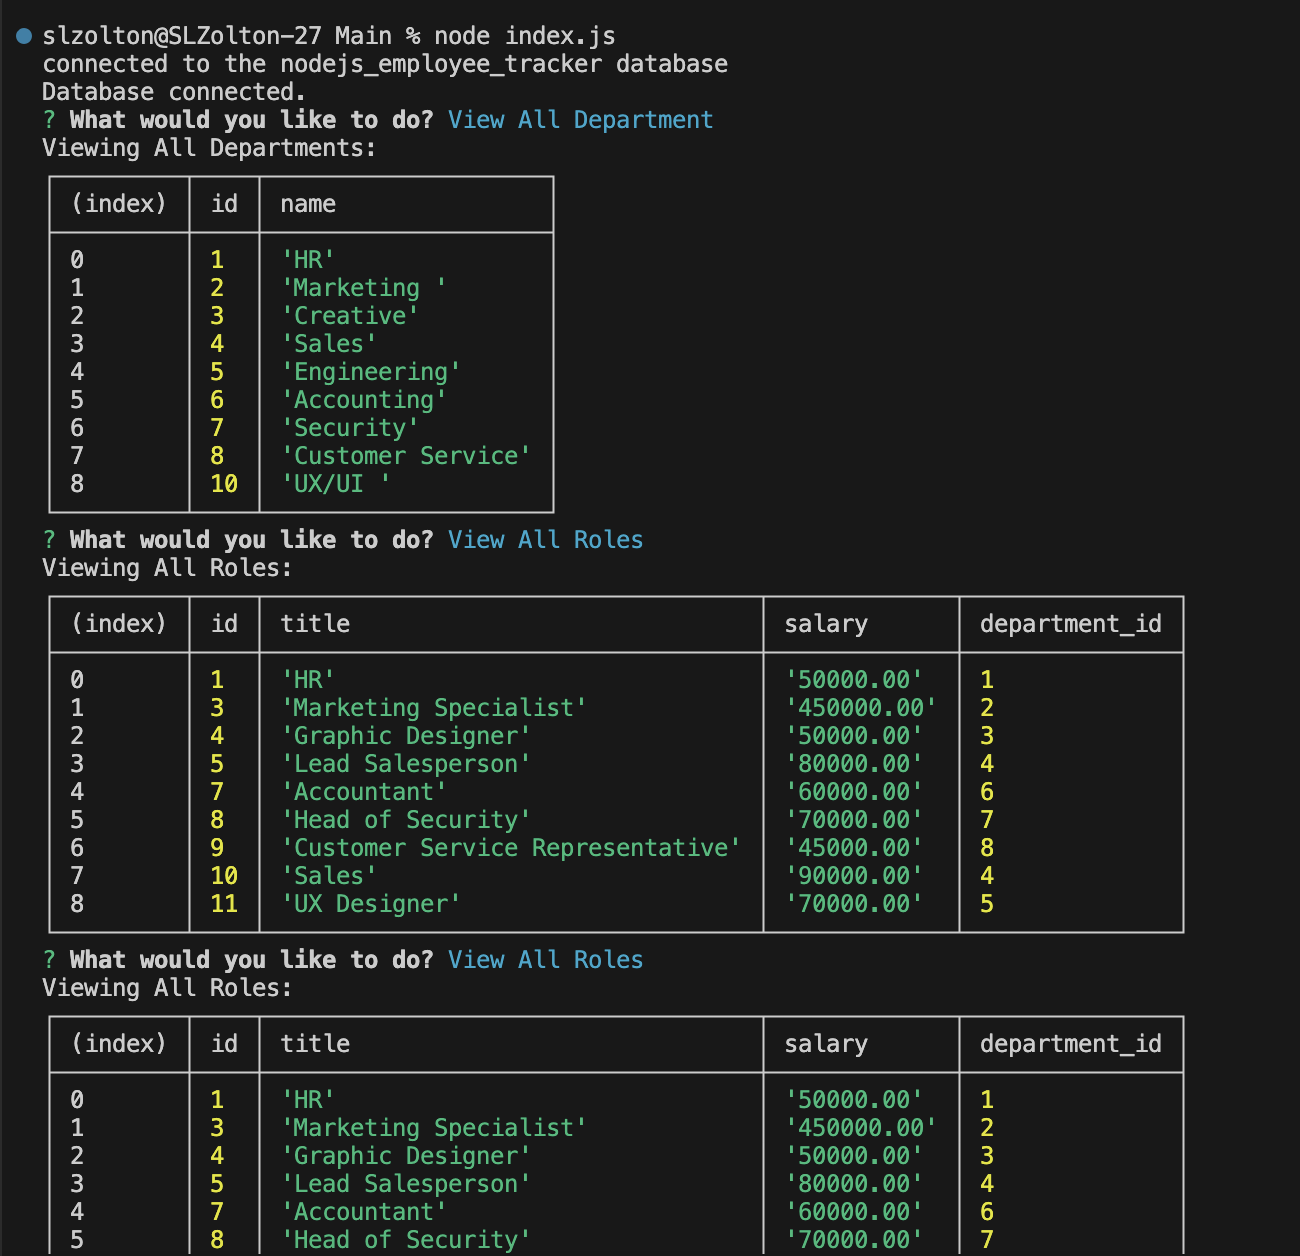 slzolton@SLZolton-27 Main % node index.js
connected to the nodejs_employee_tracker database
Database connected.
? What would you like to do? View All Department
Viewing All Departments:
(index) id name
0 1 'HR'
1 2 'Marketing '
2 3 'Creative'
3 4 'Sales'
4 5 'Engineering'
5 6 'Accounting'
6 7 'Security'
7 8 'Customer Service'
8 10 'UX/UI '
? What would you like to do? View All Roles
Viewing All Roles:
(index) id title salary department_id
0 1 'HR' '50000.00' 1
1 3 'Marketing Specialist' '450000.00' 2
2 4 'Graphic Designer' '50000.00' 3
3 5 'Lead Salesperson' '80000.00' 4
4 7 'Accountant' '60000.00' 6
5 8 'Head of Security' '70000.00' 7
6 9 'Customer Service Representative' '45000.00' 8
7 10 'Sales' '90000.00' 4
8 11 'UX Designer' '70000.00' 5
? What would you like to do? View All Roles
Viewing All Roles:
(index) id title salary department_id
0 1 'HR' '50000.00' 1
1 3 'Marketing Specialist' '450000.00' 2
2 4 'Graphic Designer' '50000.00' 3
3 5 'Lead Salesperson' '80000.00' 4
4 7 'Accountant' '60000.00' 6
5 8 'Head of Security' '70000.00' 7